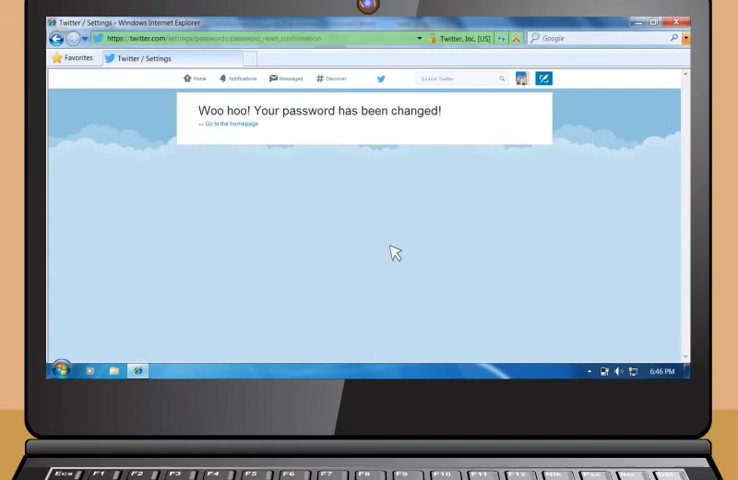 Twitter / Settings - Windows Internet Explorer
https://twitter.com/settings/passwords/password_reset_confirmation
Twitter, Inc. [US]
Google
Favorites
Twitter / Settings
Home
Notifications
Messages
# Discover
Search Twitter
Woo hoo! Your password has been changed!
← Go to the homepage
6:46 PM
Esc F1 F2 F3 F4 F5 F6 F7 F8 F9 F10 F11 F12